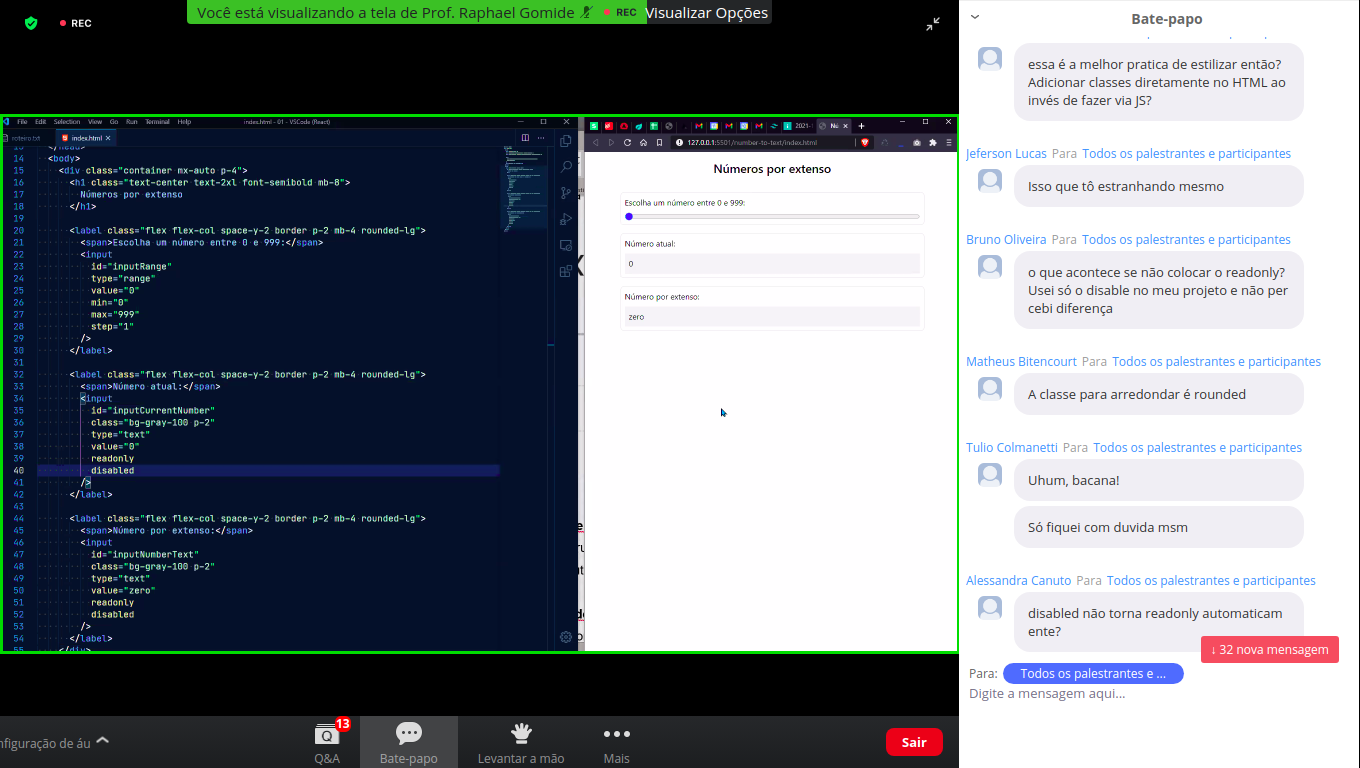 Você está visualizando a tela de Prof. Raphael Gomide REC Visualizar Opções
REC
File Edit Selection View Go Run Terminal Help index.html - 01 - VSCode (React)
roteiro.txt index.html
14 <body>
15 <div class="container mx-auto p-4">
16 <h1 class="text-center text-2xl font-semibold mb-8">
17 Números por extenso
18 </h1>
19
20 <label class="flex flex-col space-y-2 border p-2 mb-4 rounded-lg">
21 <span>Escolha um número entre 0 e 999:</span>
22 <input
23 id="inputRange"
24 type="range"
25 value="0"
26 min="0"
27 max="999"
28 step="1"
29 />
30 </label>
31
32 <label class="flex flex-col space-y-2 border p-2 mb-4 rounded-lg">
33 <span>Número atual:</span>
34 <input
35 id="inputCurrentNumber"
36 class="bg-gray-100 p-2"
37 type="text"
38 value="0"
39 readonly
40 disabled
41 />
42 </label>
43
44 <label class="flex flex-col space-y-2 border p-2 mb-4 rounded-lg">
45 <span>Número por extenso:</span>
46 <input
47 id="inputNumberText"
48 class="bg-gray-100 p-2"
49 type="text"
50 value="zero"
51 readonly
52 disabled
53 />
54 </label>
55 </div>
2021-
127.0.0.1:5501/number-to-text/index.html
Números por extenso
Escolha um número entre 0 e 999:
Número atual:
0
Número por extenso:
zero
Bate-papo
essa é a melhor pratica de estilizar então?
Adicionar classes diretamente no HTML ao
invés de fazer via JS?
Jeferson Lucas Para Todos os palestrantes e participantes
Isso que tô estranhando mesmo
Bruno Oliveira Para Todos os palestrantes e participantes
o que acontece se não colocar o readonly?
Usei só o disable no meu projeto e não per
cebi diferença
Matheus Bitencourt Para Todos os palestrantes e participantes
A classe para arredondar é rounded
Tulio Colmanetti Para Todos os palestrantes e participantes
Uhum, bacana!
Só fiquei com duvida msm
Alessandra Canuto Para Todos os palestrantes e participantes
disabled não torna readonly automaticam
ente?
↓ 32 nova mensagem
Para: Todos os palestrantes e ...
Digite a mensagem aqui...
nfiguração de áu
13
Q&A
Bate-papo
Levantar a mão
Mais
Sair